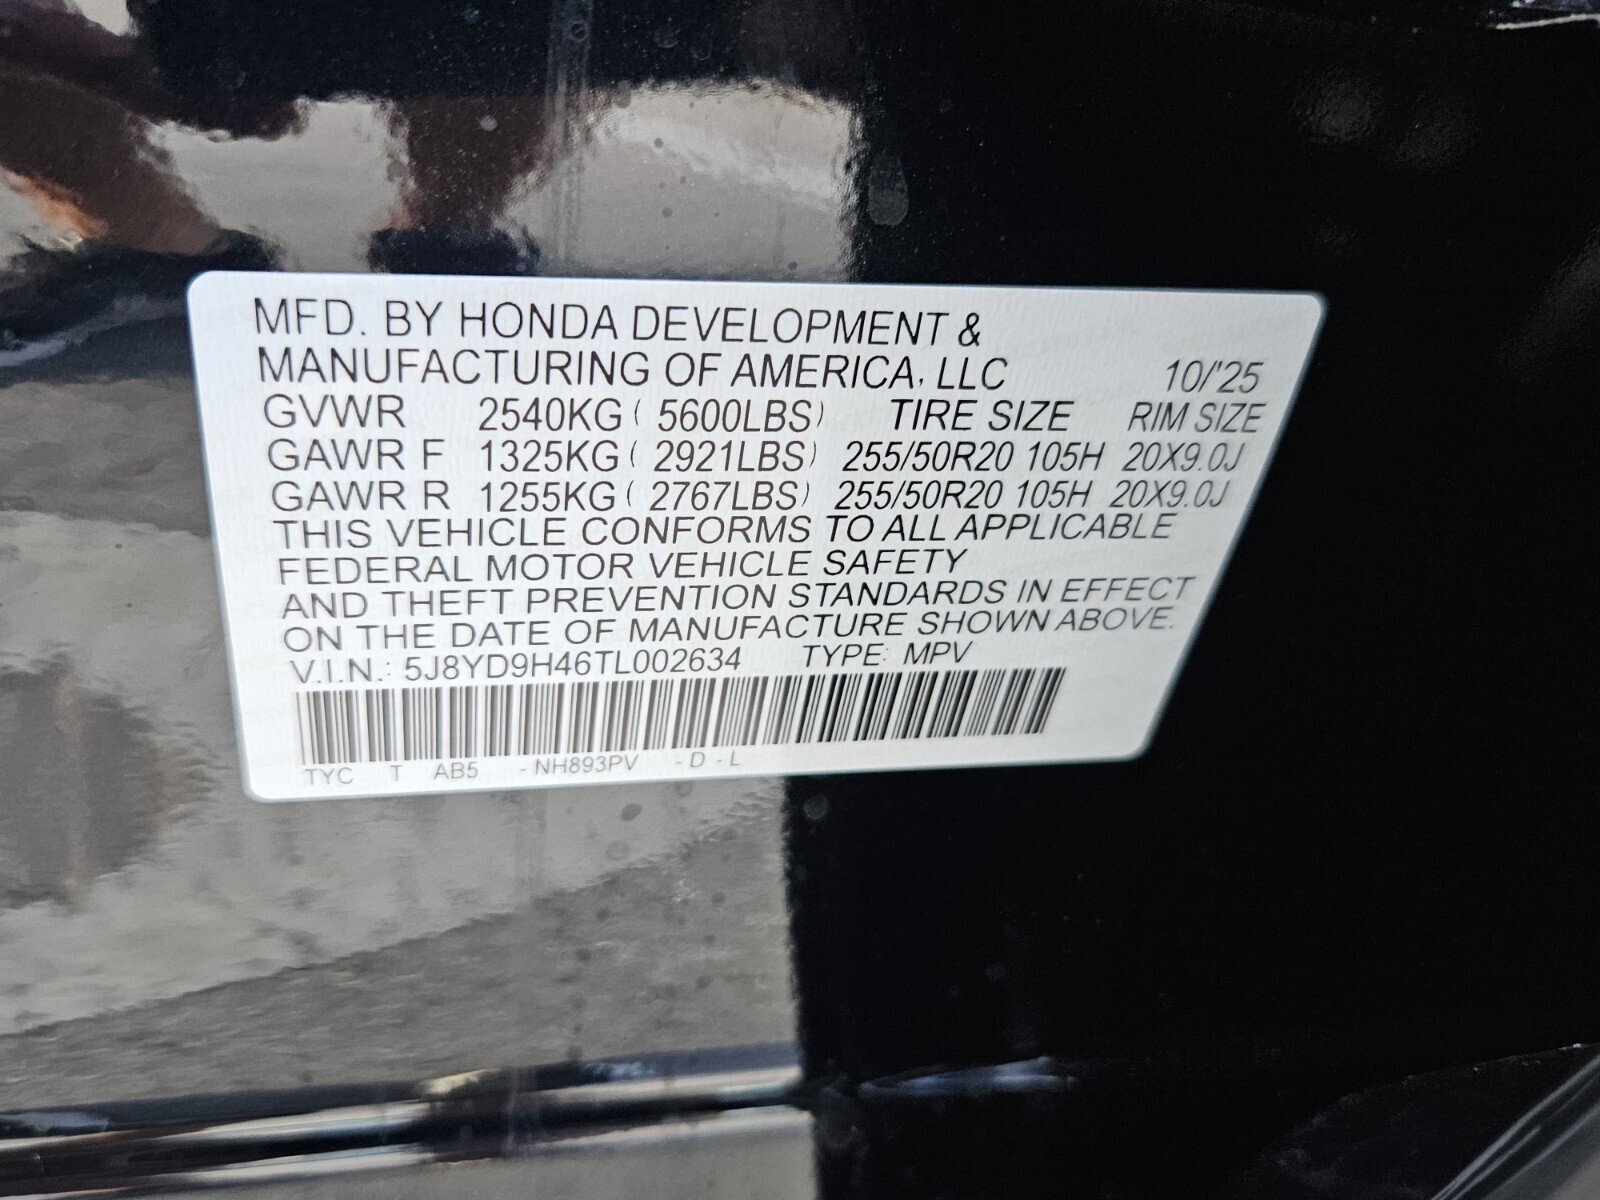 MFD. BY HONDA DEVELOPMENT &
MANUFACTURING OF AMERICA, LLC 10/'25
GVWR 2540KG ( 5600LBS) TIRE SIZE RIM SIZE
GAWR F 1325KG ( 2921LBS) 255/50R20 105H 20X9.0J
GAWR R 1255KG ( 2767LBS) 255/50R20 105H 20X9.0J
THIS VEHICLE CONFORMS TO ALL APPLICABLE
FEDERAL MOTOR VEHICLE SAFETY
AND THEFT PREVENTION STANDARDS IN EFFECT
ON THE DATE OF MANUFACTURE SHOWN ABOVE.
V.I.N.: 5J8YD9H46TL002634 TYPE: MPV
TYC T AB5 -NH893PV -D -L